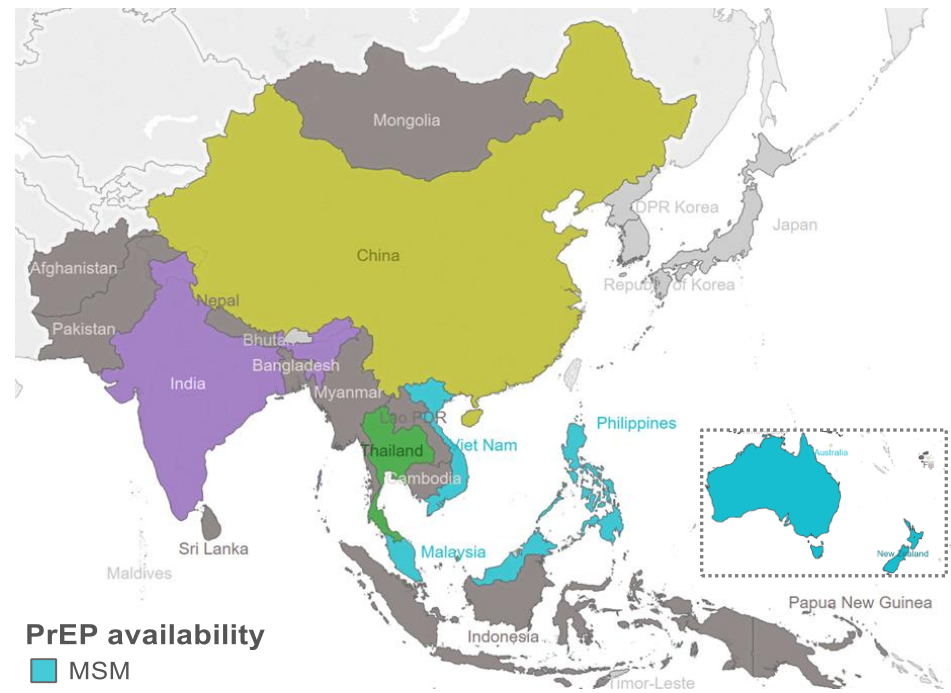 Mongolia
DPR Korea
Japan
China
Republic of Korea
Afghanistan
Nepal
Pakistan
Bhutan
Bangladesh
India
Myanmar
Lao PDR
Philippines
Thailand
Viet Nam
Australia
Fiji
Cambodia
Sri Lanka
Malaysia
New Zealand
Maldives
Papua New Guinea
Indonesia
PrEP availability
MSM
Timor-Leste